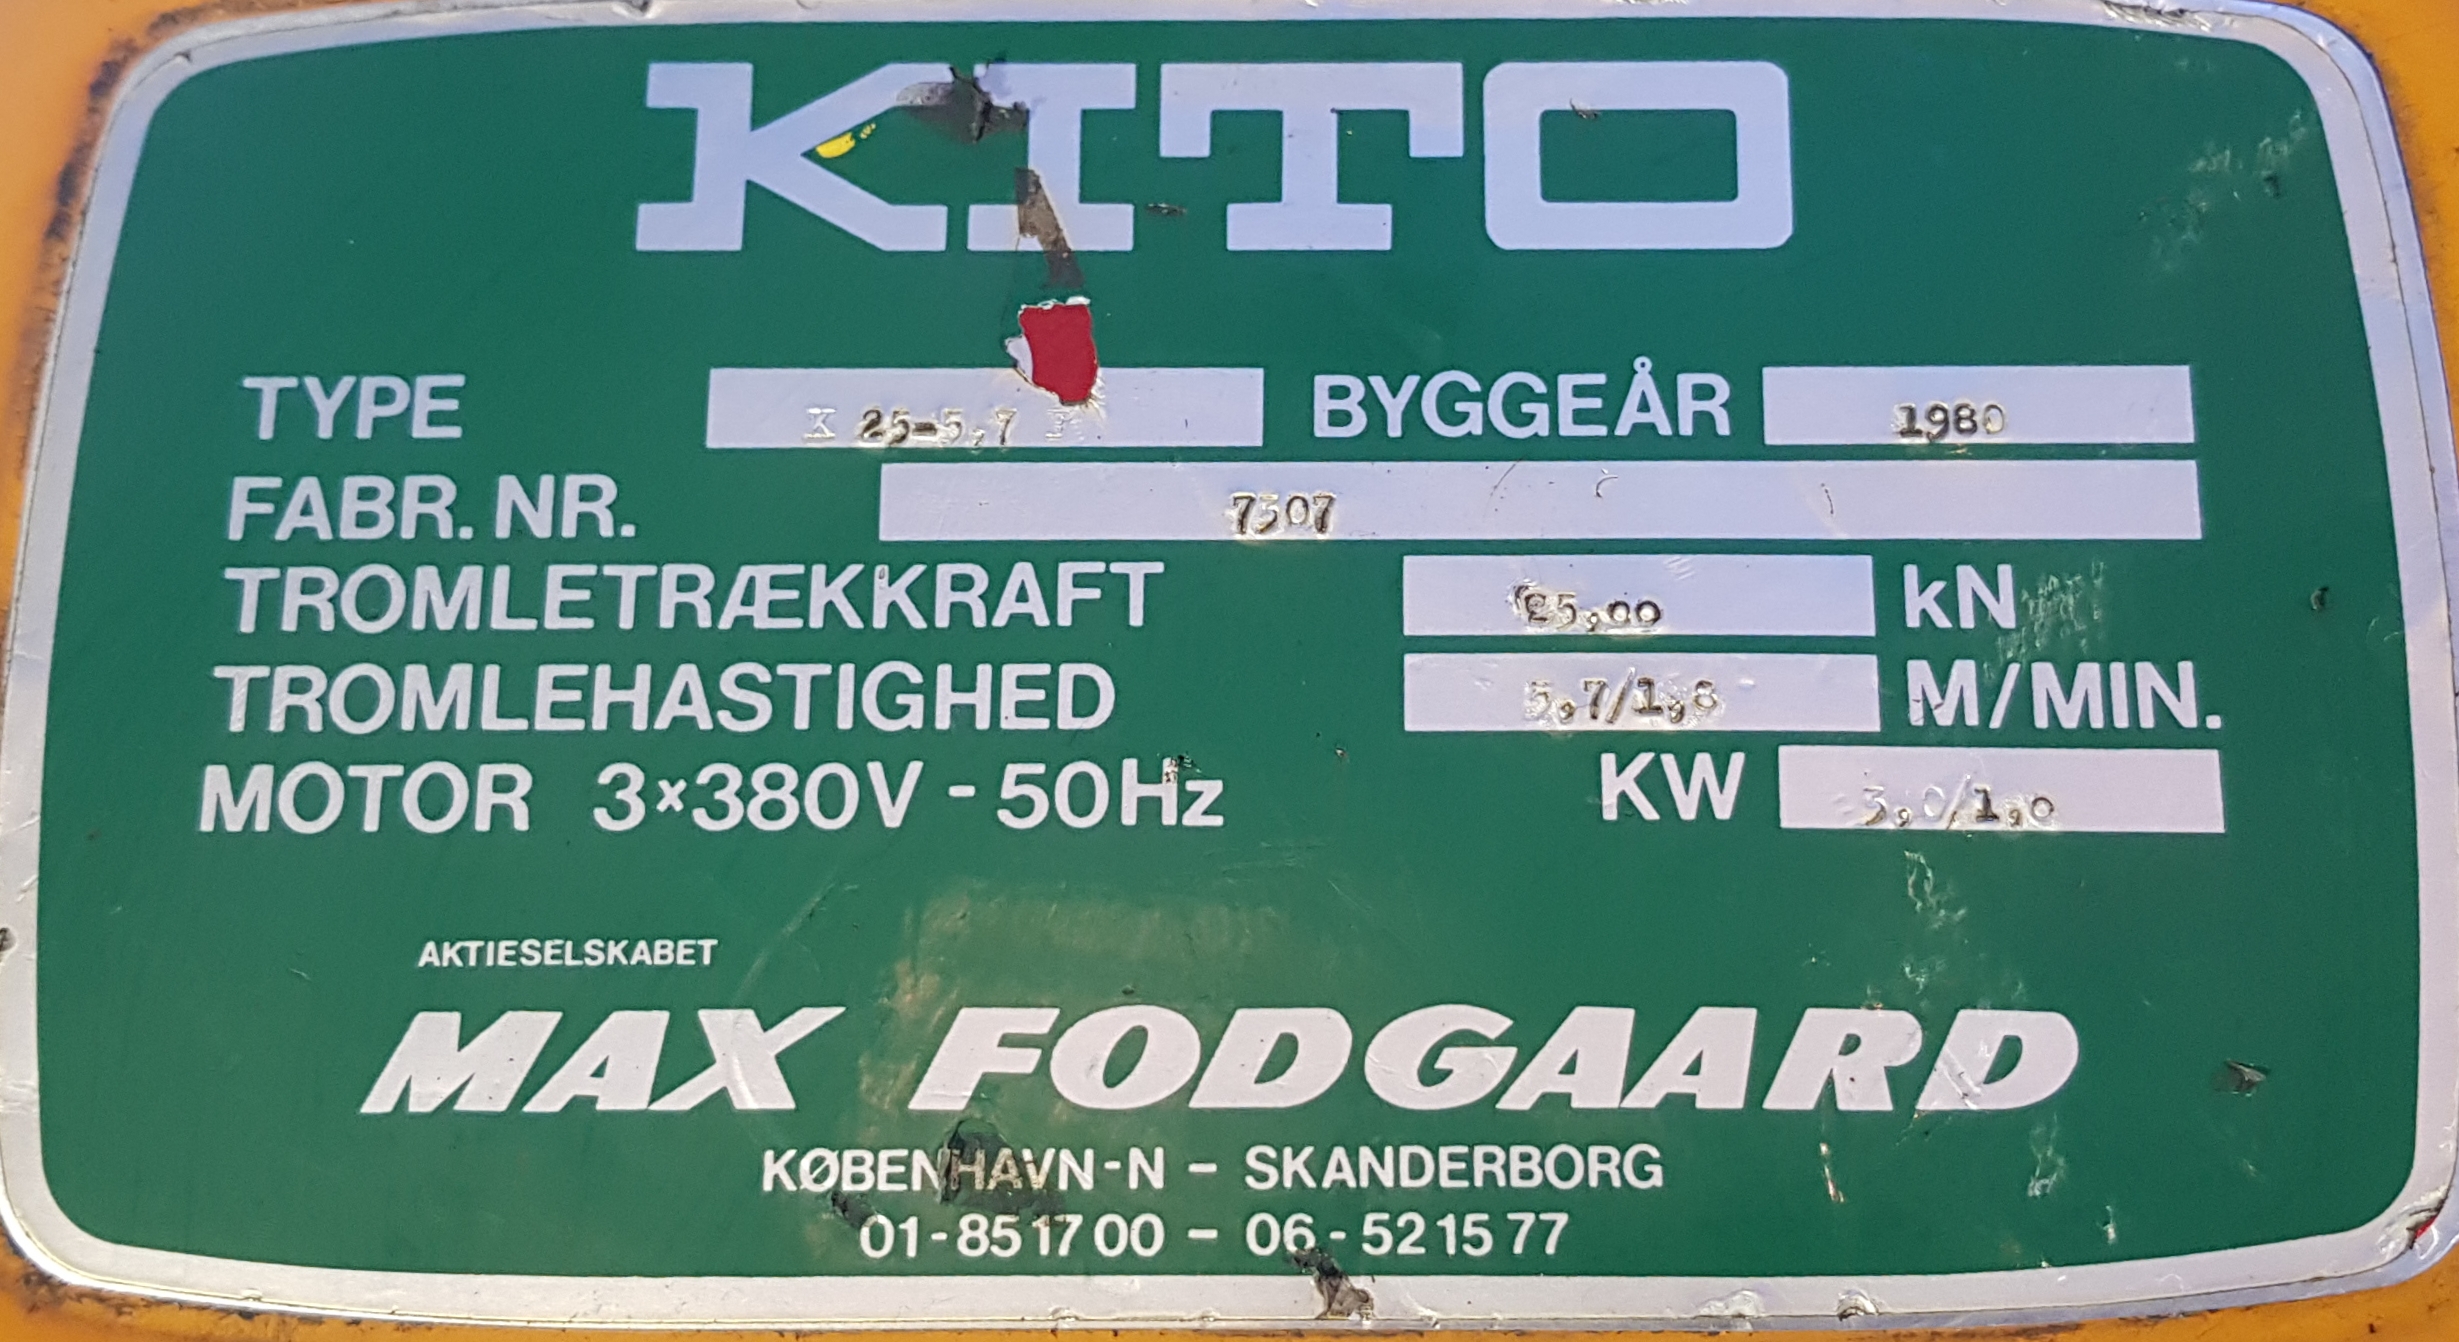 KITO
TYPE K 25-5,7 BYGGEÅR 1980
FABR. NR. 7507
TROMLETRÆKKRAFT 25,00 kN
TROMLEHASTIGHED 5,7/1,8 M/MIN.
MOTOR 3×380V - 50Hz KW 3,0/1,0
AKTIESELSKABET
MAX FODGAARD
KØBENHAVN-N - SKANDERBORG
01-851700 - 06-521577